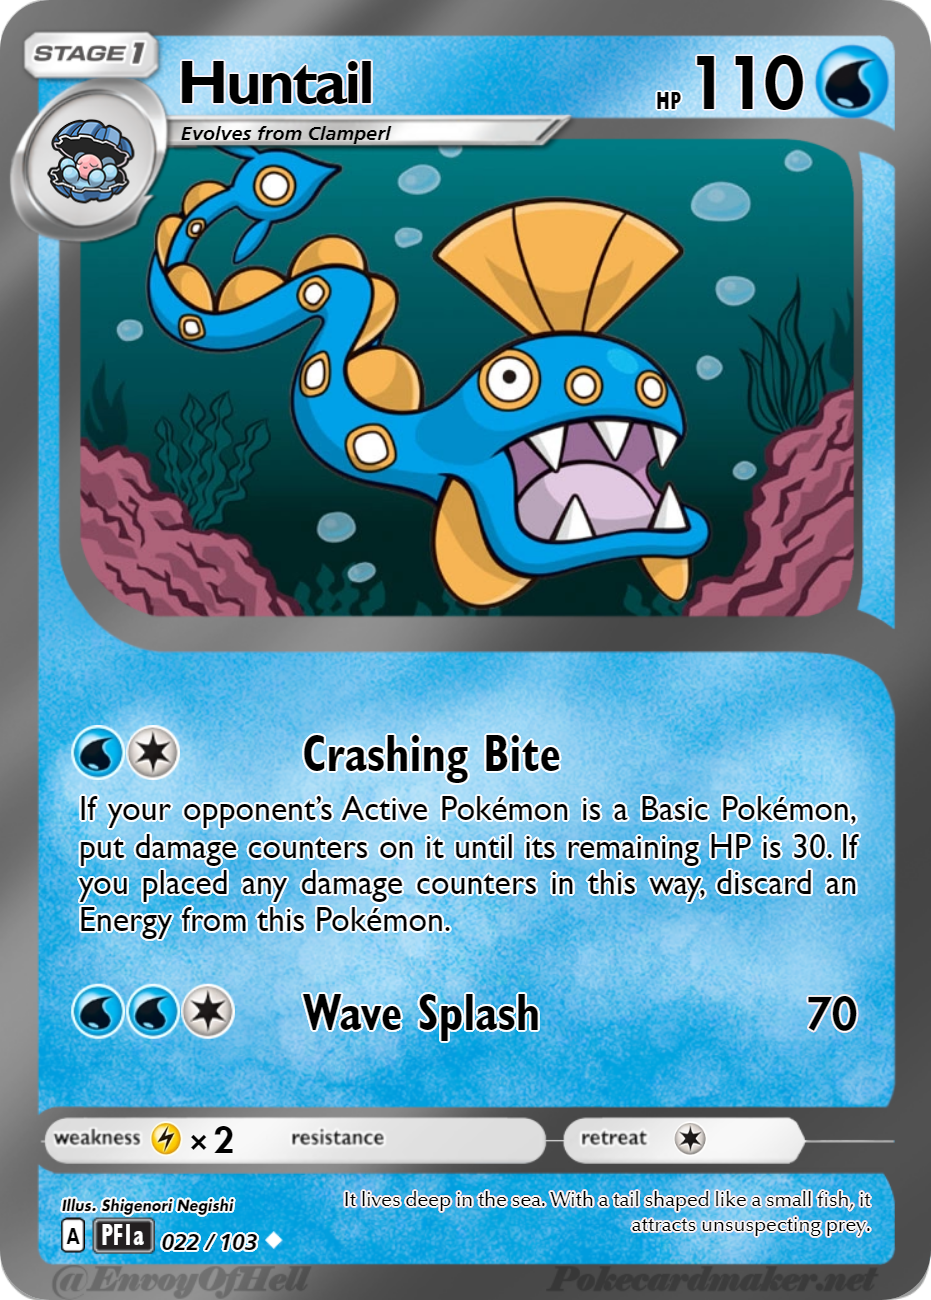 STAGE 1
Huntail
HP 110
Evolves from Clamperl
Crashing Bite
If your opponent's Active Pokémon is a Basic Pokémon,
put damage counters on it until its remaining HP is 30. If
you placed any damage counters in this way, discard an
Energy from this Pokémon.
Wave Splash 70
weakness ×2 resistance retreat
Illus. Shigenori Negishi
It lives deep in the sea. With a tail shaped like a small fish, it
attracts unsuspecting prey.
A PF1a 022 / 103
@EnvoyOfHell Pokecardmaker.net